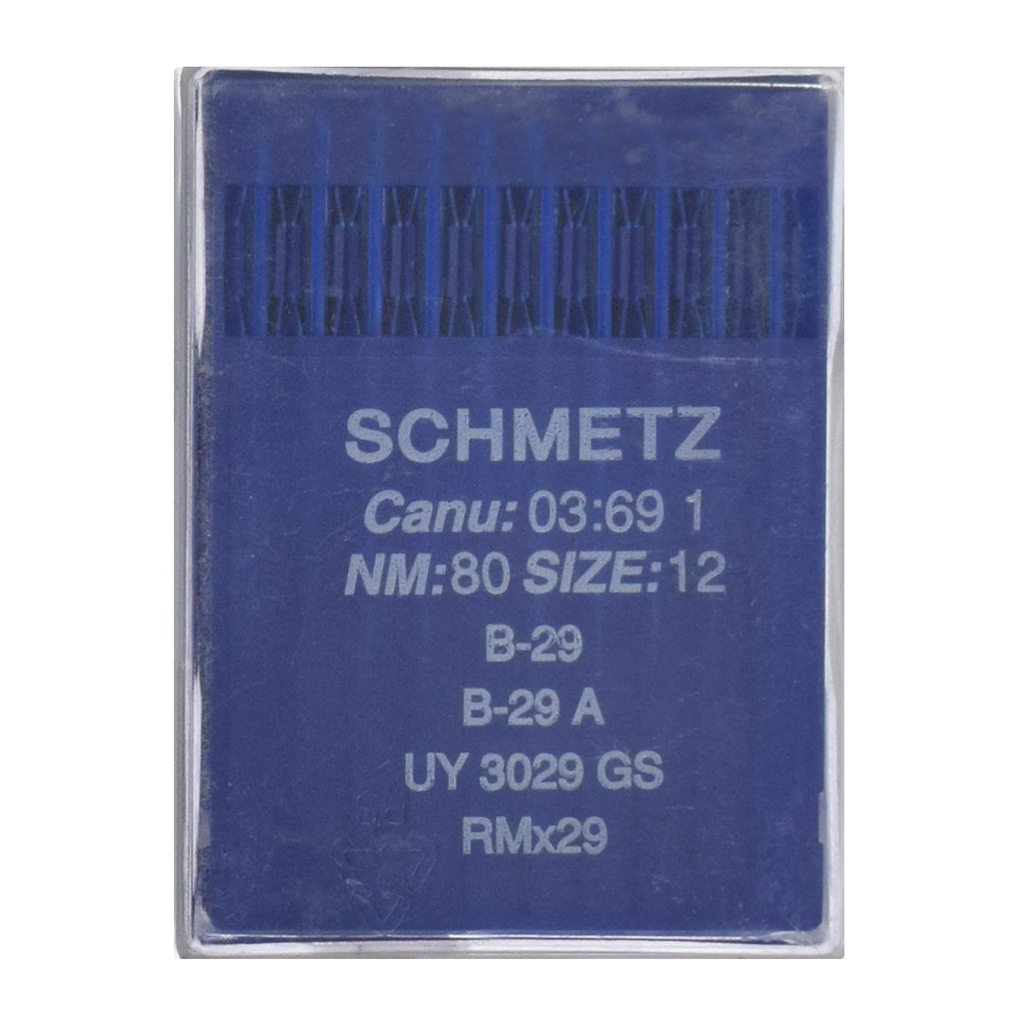 SCHMETZ
Canu: 03:69 1
NM:80 SIZE:12
B-29
B-29 A
UY 3029 GS
RMx29